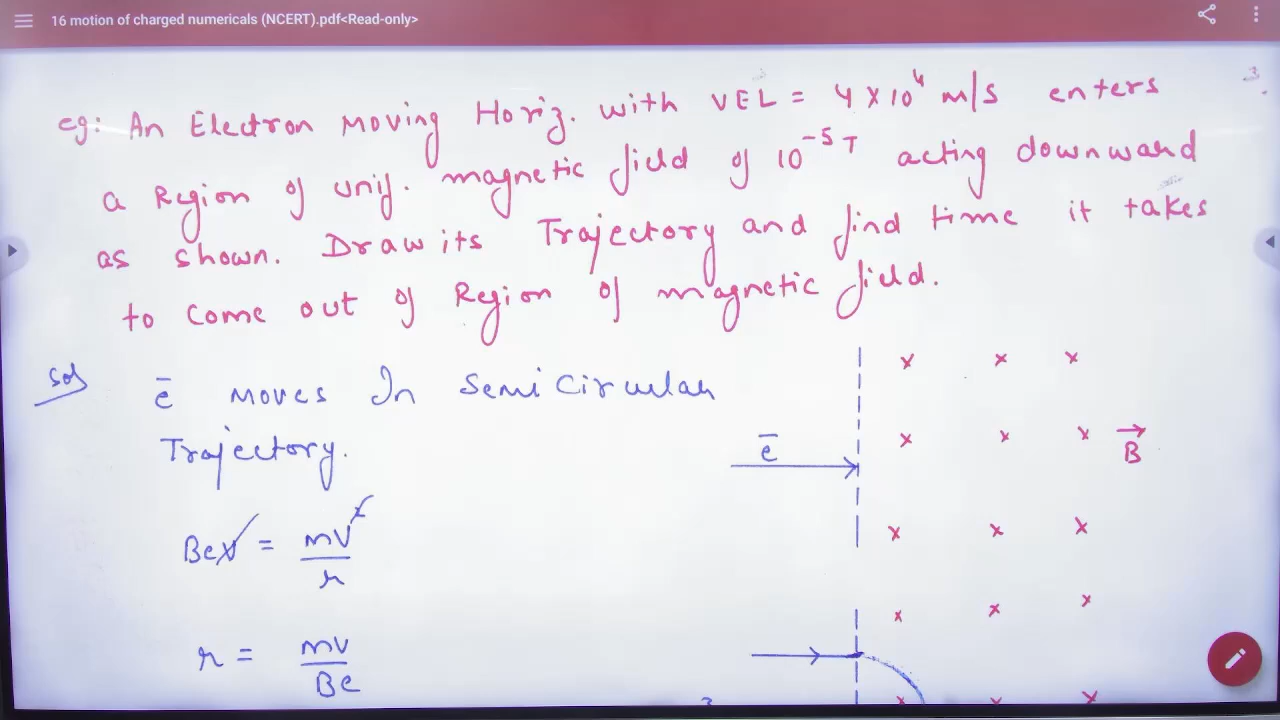 16 motion of charged numericals (NCERT).pdf<Read-only>
eg: An Electron moving Horiz. with VEL = 4 × 10⁴ m/s enters
a Region of unif. magnetic field of 10⁻⁵ T acting downward
as shown. Draw its Trajectory and find time it takes
to come out of Region of magnetic field.
Sol
ē moves In Semi Circular
Trajectory.
x x x
ē
x x x B⃗
Bev = mv²/r
x x x
x x x
r = mv/Be
x x x